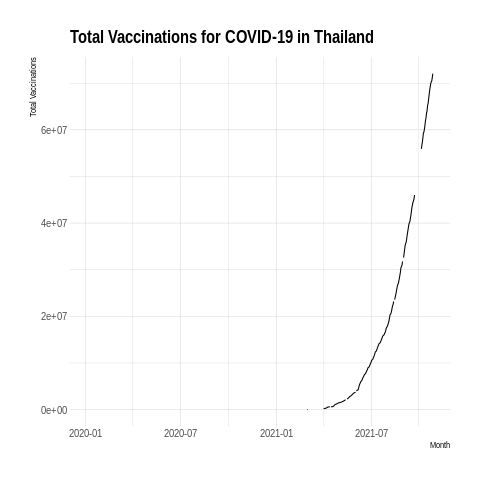 Total Vaccinations for COVID-19 in Thailand
Total Vaccinations
6e+07
4e+07
2e+07
0e+00
2020-01 2020-07 2021-01 2021-07
Month